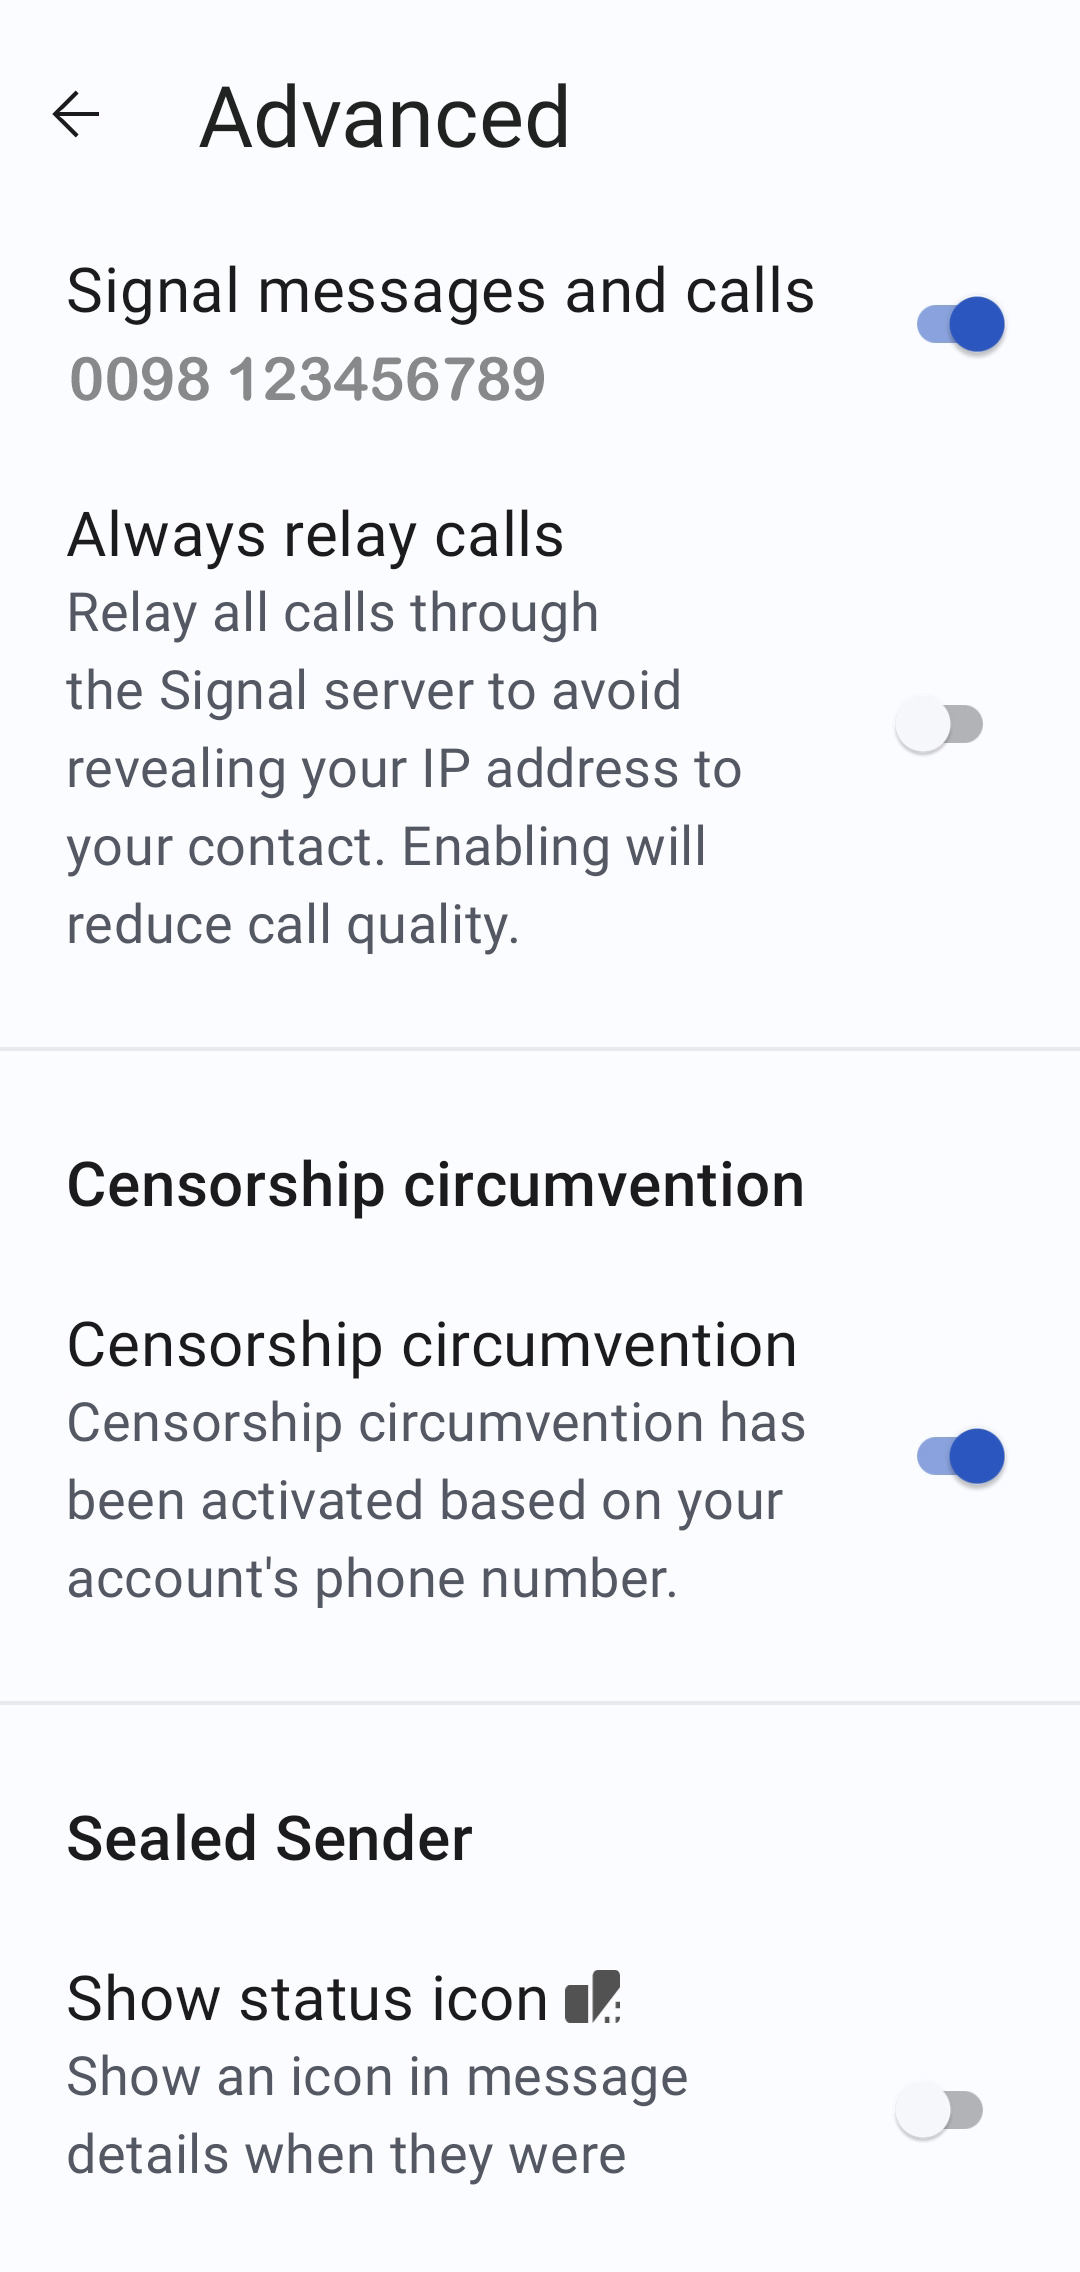 Advanced
Signal messages and calls
0098 123456789
Always relay calls
Relay all calls through
the Signal server to avoid
revealing your IP address to
your contact. Enabling will
reduce call quality.
Censorship circumvention
Censorship circumvention
Censorship circumvention has
been activated based on your
account's phone number.
Sealed Sender
Show status icon
Show an icon in message
details when they were